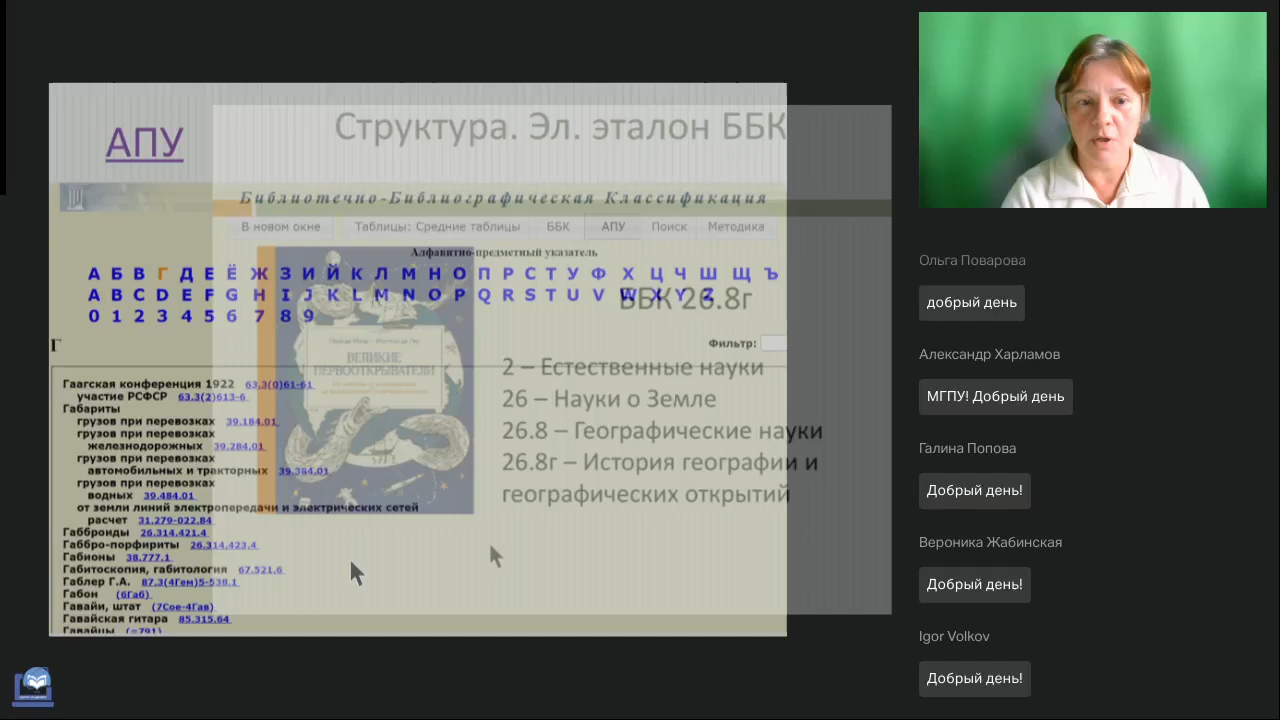 Структура. Эл. эталон ББК
АПУ
Библиотечно-Библиографическая Классификация
В новом окне Таблицы: Средние таблицы ББК АПУ Поиск Методика
Алфавитно-предметный указатель
А Б В Г Д Е Ё Ж З И Й К Л М Н О П Р С Т У Ф Х Ц Ч Ш Щ Ъ
A B C D E F G H I J K L M N O P Q R S T U V W X Y Z
0 1 2 3 4 5 6 7 8 9
ББК 26.8г
Г
Фильтр:
ВЕЛИКИЕ
ПЕРВООТКРЫВАТЕЛИ
2 – Естественные науки
26 – Науки о Земле
26.8 – Географические науки
26.8г – История географии и
географических открытий
Гаагская конференция 1922 63.3(0)61-61
участие РСФСР 63.3(2)613-6
Габариты
грузов при перевозках 39.184.01
грузов при перевозках
железнодорожных 39.284.01
грузов при перевозках
автомобильных и тракторных 39.384.01
грузов при перевозках
водных 39.484.01
от земли линий электропередачи и электрических сетей
расчет 31.279-022.84
Габброиды 26.314.421.4
Габбро-порфириты 26.314.423.4
Габионы 38.777.1
Габитоскопия, габитология 67.521.6
Габлер Г.А. 87.3(4Гем)5-538.1
Габон (6Габ)
Гавайи, штат (7Сое-4Гав)
Гавайская гитара 85.315.64
Гавайцы (=791)
Ольга Поварова
добрый день
Александр Харламов
МГПУ! Добрый день
Галина Попова
Добрый день!
Вероника Жабинская
Добрый день!
Igor Volkov
Добрый день!